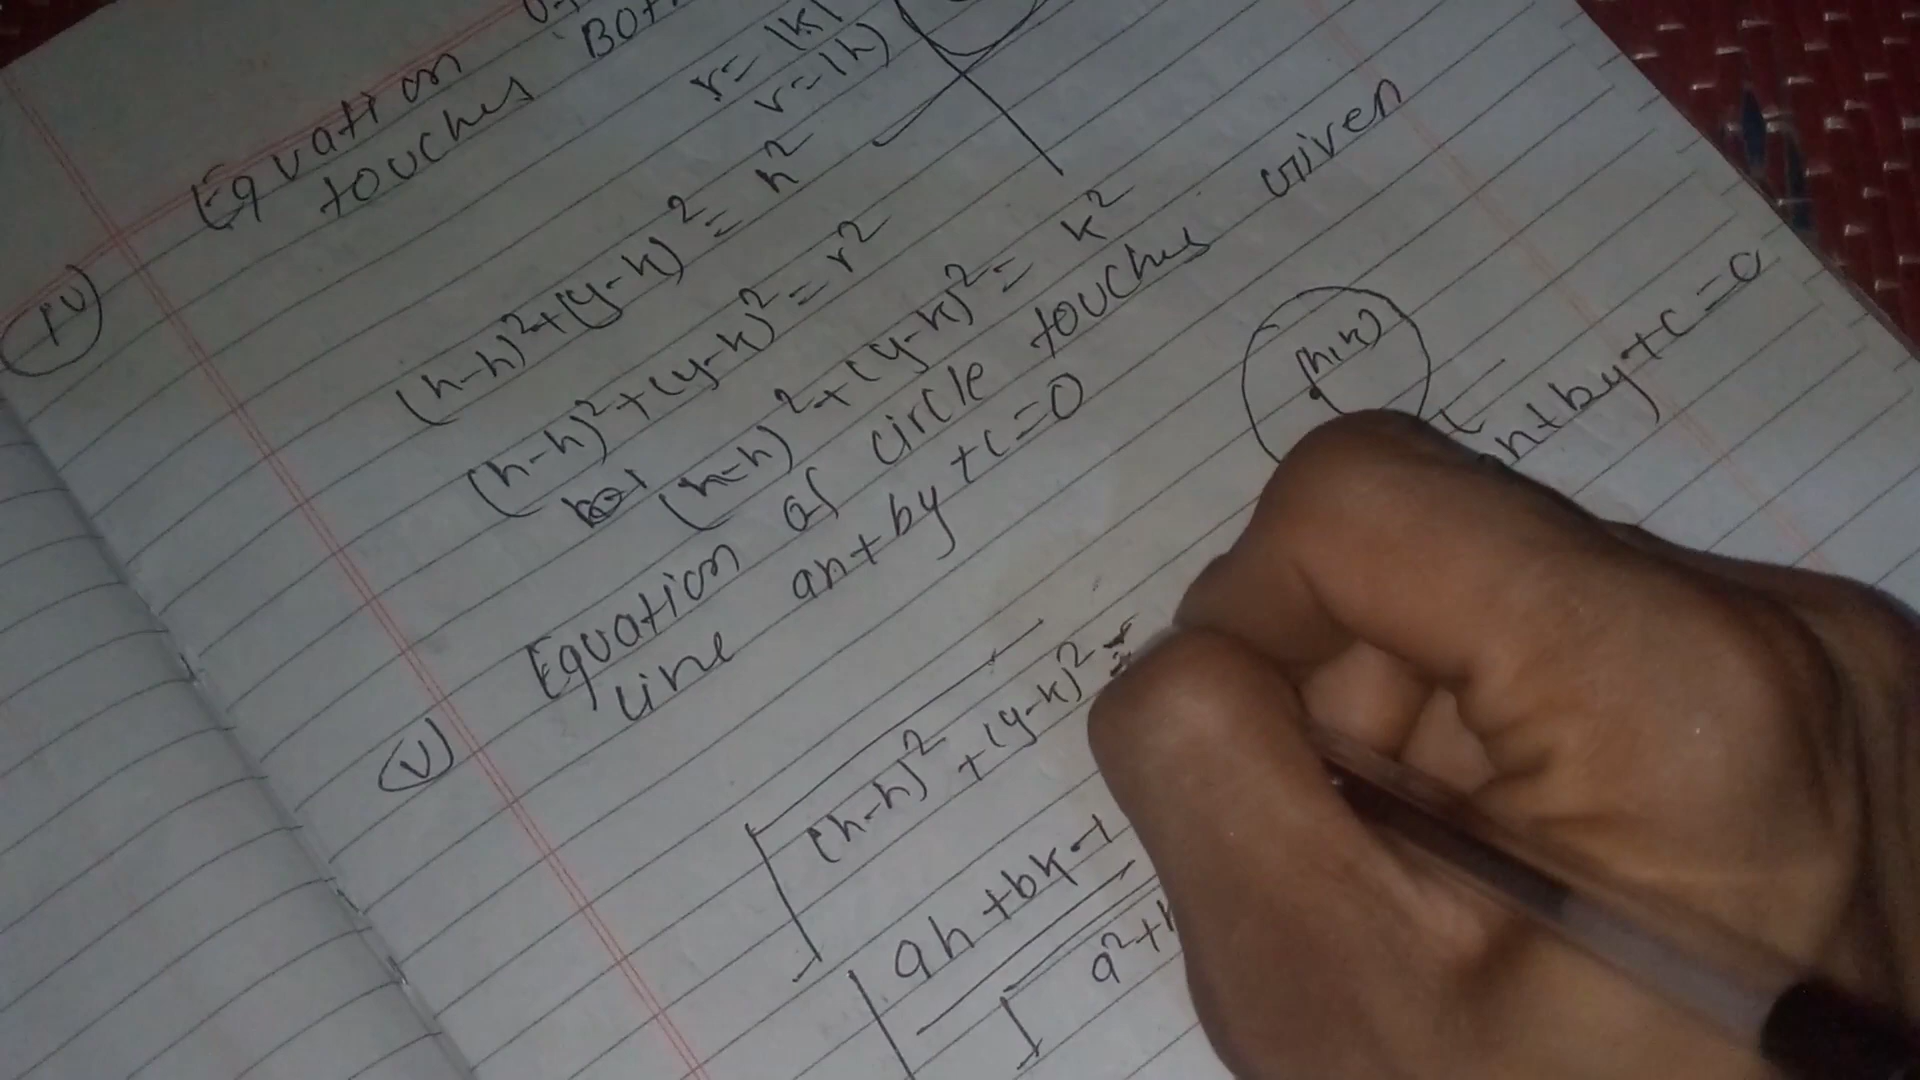 (iv) Equation
touches Both
r=|k|
r=|h|
(x-h)²+(y-k)²=h²
(x-h)²+(y-k)²=r²
(x-h)²+(y-k)²=k²
(v) Equation of circle touches given
line ax+by+c=0
(h,k)
ax+by+c=0
(x-h)²+(y-k)²=
ah+bk
a²+